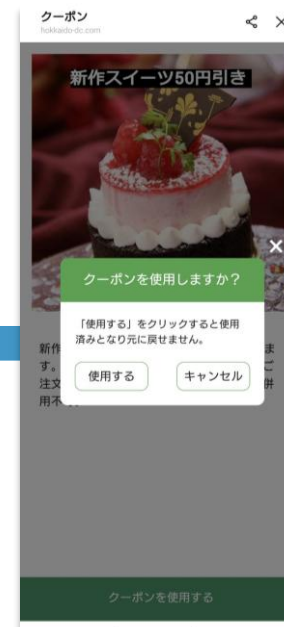 クーポン
hokkaido-dc.com
新作スイーツ50円引き
クーポンを使用しますか？
「使用する」をクリックすると使用
済みとなり元に戻せません。
使用する
キャンセル
新作
ま
す。
ご
注文
併
用不
クーポンを使用する